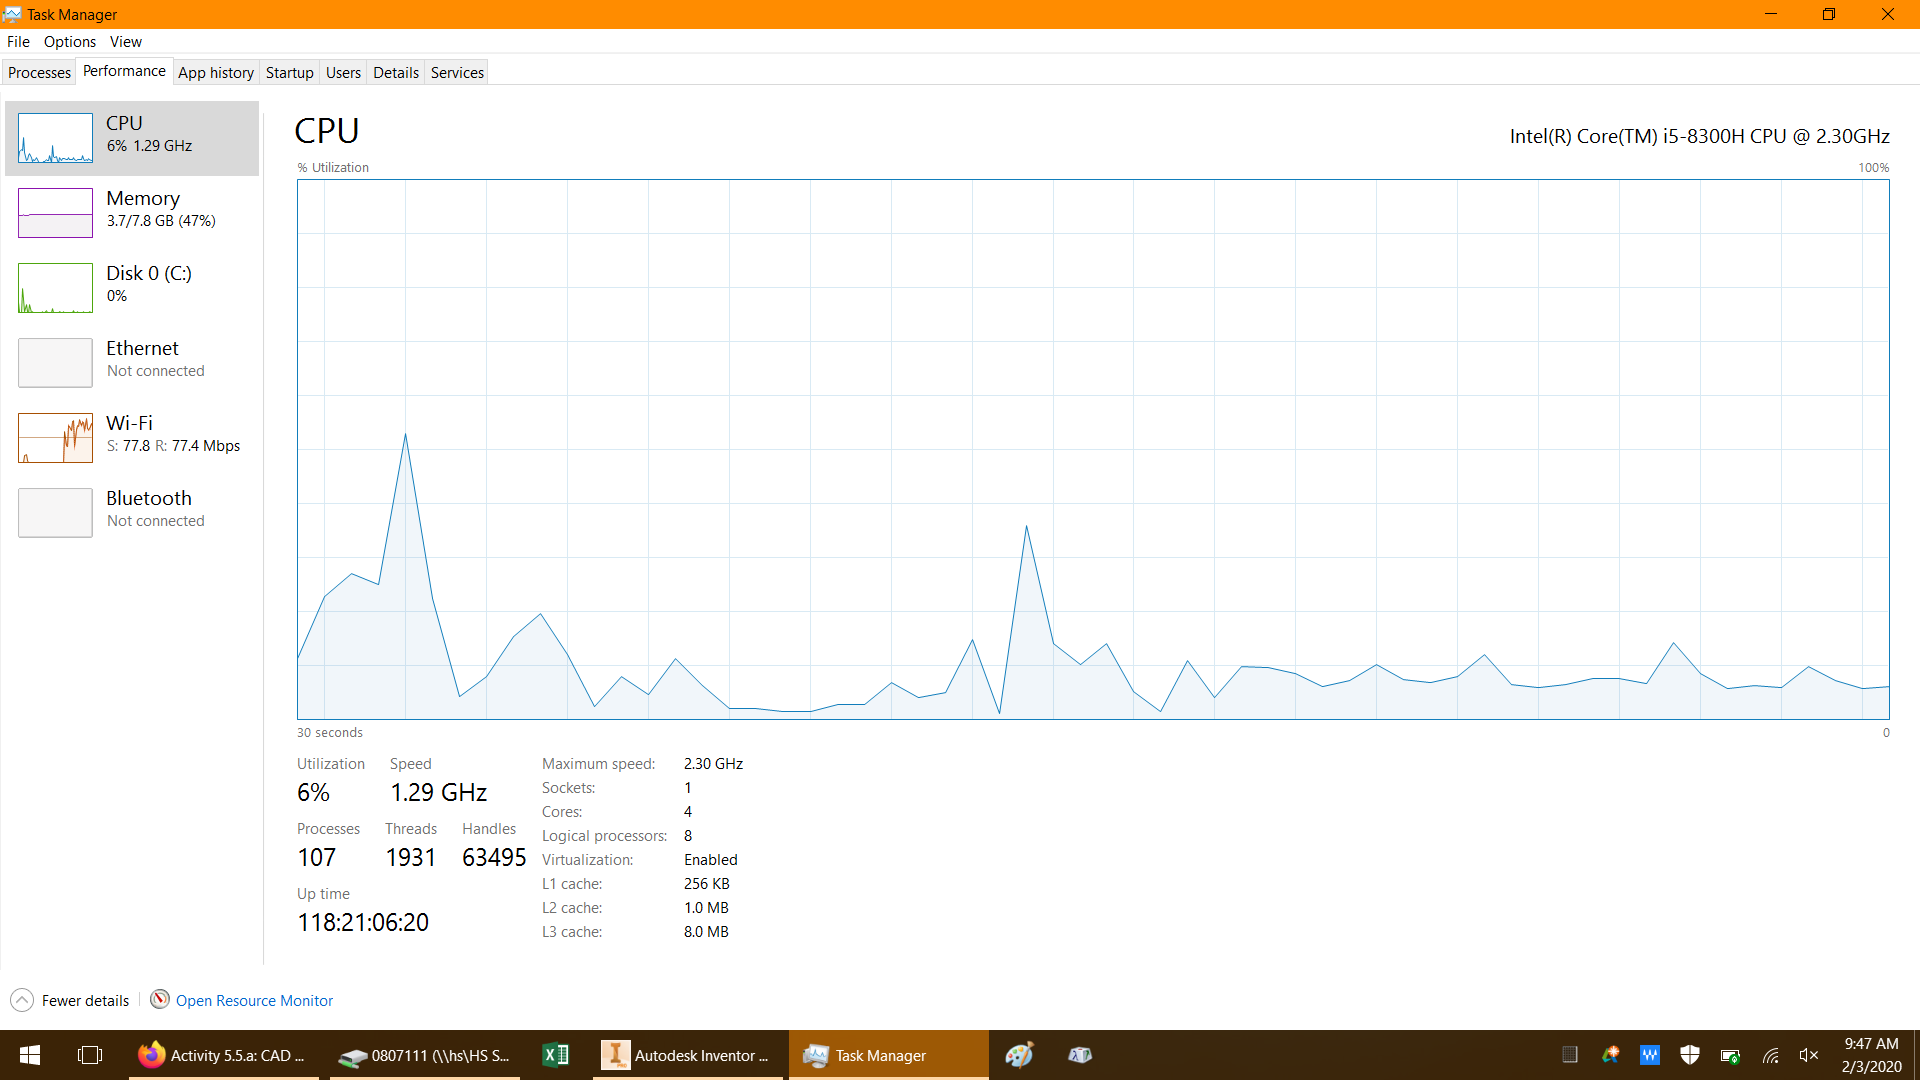 Task Manager
File Options View
Processes Performance App history Startup Users Details Services
CPU
6% 1.29 GHz
Memory
3.7/7.8 GB (47%)
Disk 0 (C:)
0%
Ethernet
Not connected
Wi-Fi
S: 77.8 R: 77.4 Mbps
Bluetooth
Not connected
CPU
Intel(R) Core(TM) i5-8300H CPU @ 2.30GHz
% Utilization
100%
30 seconds
0
Utilization Speed
6% 1.29 GHz
Processes Threads Handles
107 1931 63495
Up time
118:21:06:20
Maximum speed: 2.30 GHz
Sockets: 1
Cores: 4
Logical processors: 8
Virtualization: Enabled
L1 cache: 256 KB
L2 cache: 1.0 MB
L3 cache: 8.0 MB
Fewer details
Open Resource Monitor
Activity 5.5.a: CAD ...
0807111 (\\hs\HS S...
Autodesk Inventor ...
Task Manager
9:47 AM
2/3/2020